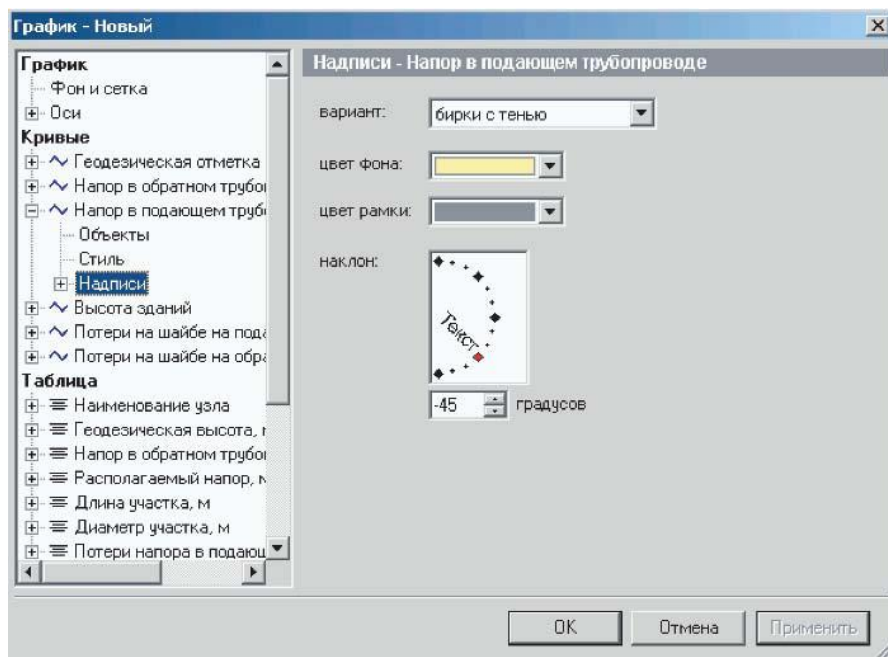 График - Новый
График
Фон и сетка
Оси
Кривые
Геодезическая отметка
Напор в обратном трубо
Напор в подающем труб
Объекты
Стиль
Надписи
Высота зданий
Потери на шайбе на пода
Потери на шайбе на обра
Таблица
Наименование узла
Геодезическая высота,
Напор в обратном трубо
Располагаемый напор,
Длина участка, м
Диаметр участка, м
Потери напора в подающ
Надписи - Напор в подающем трубопроводе
вариант: бирки с тенью
цвет фона:
цвет рамки:
наклон:
Текст
-45 градусов
OK Отмена Применить